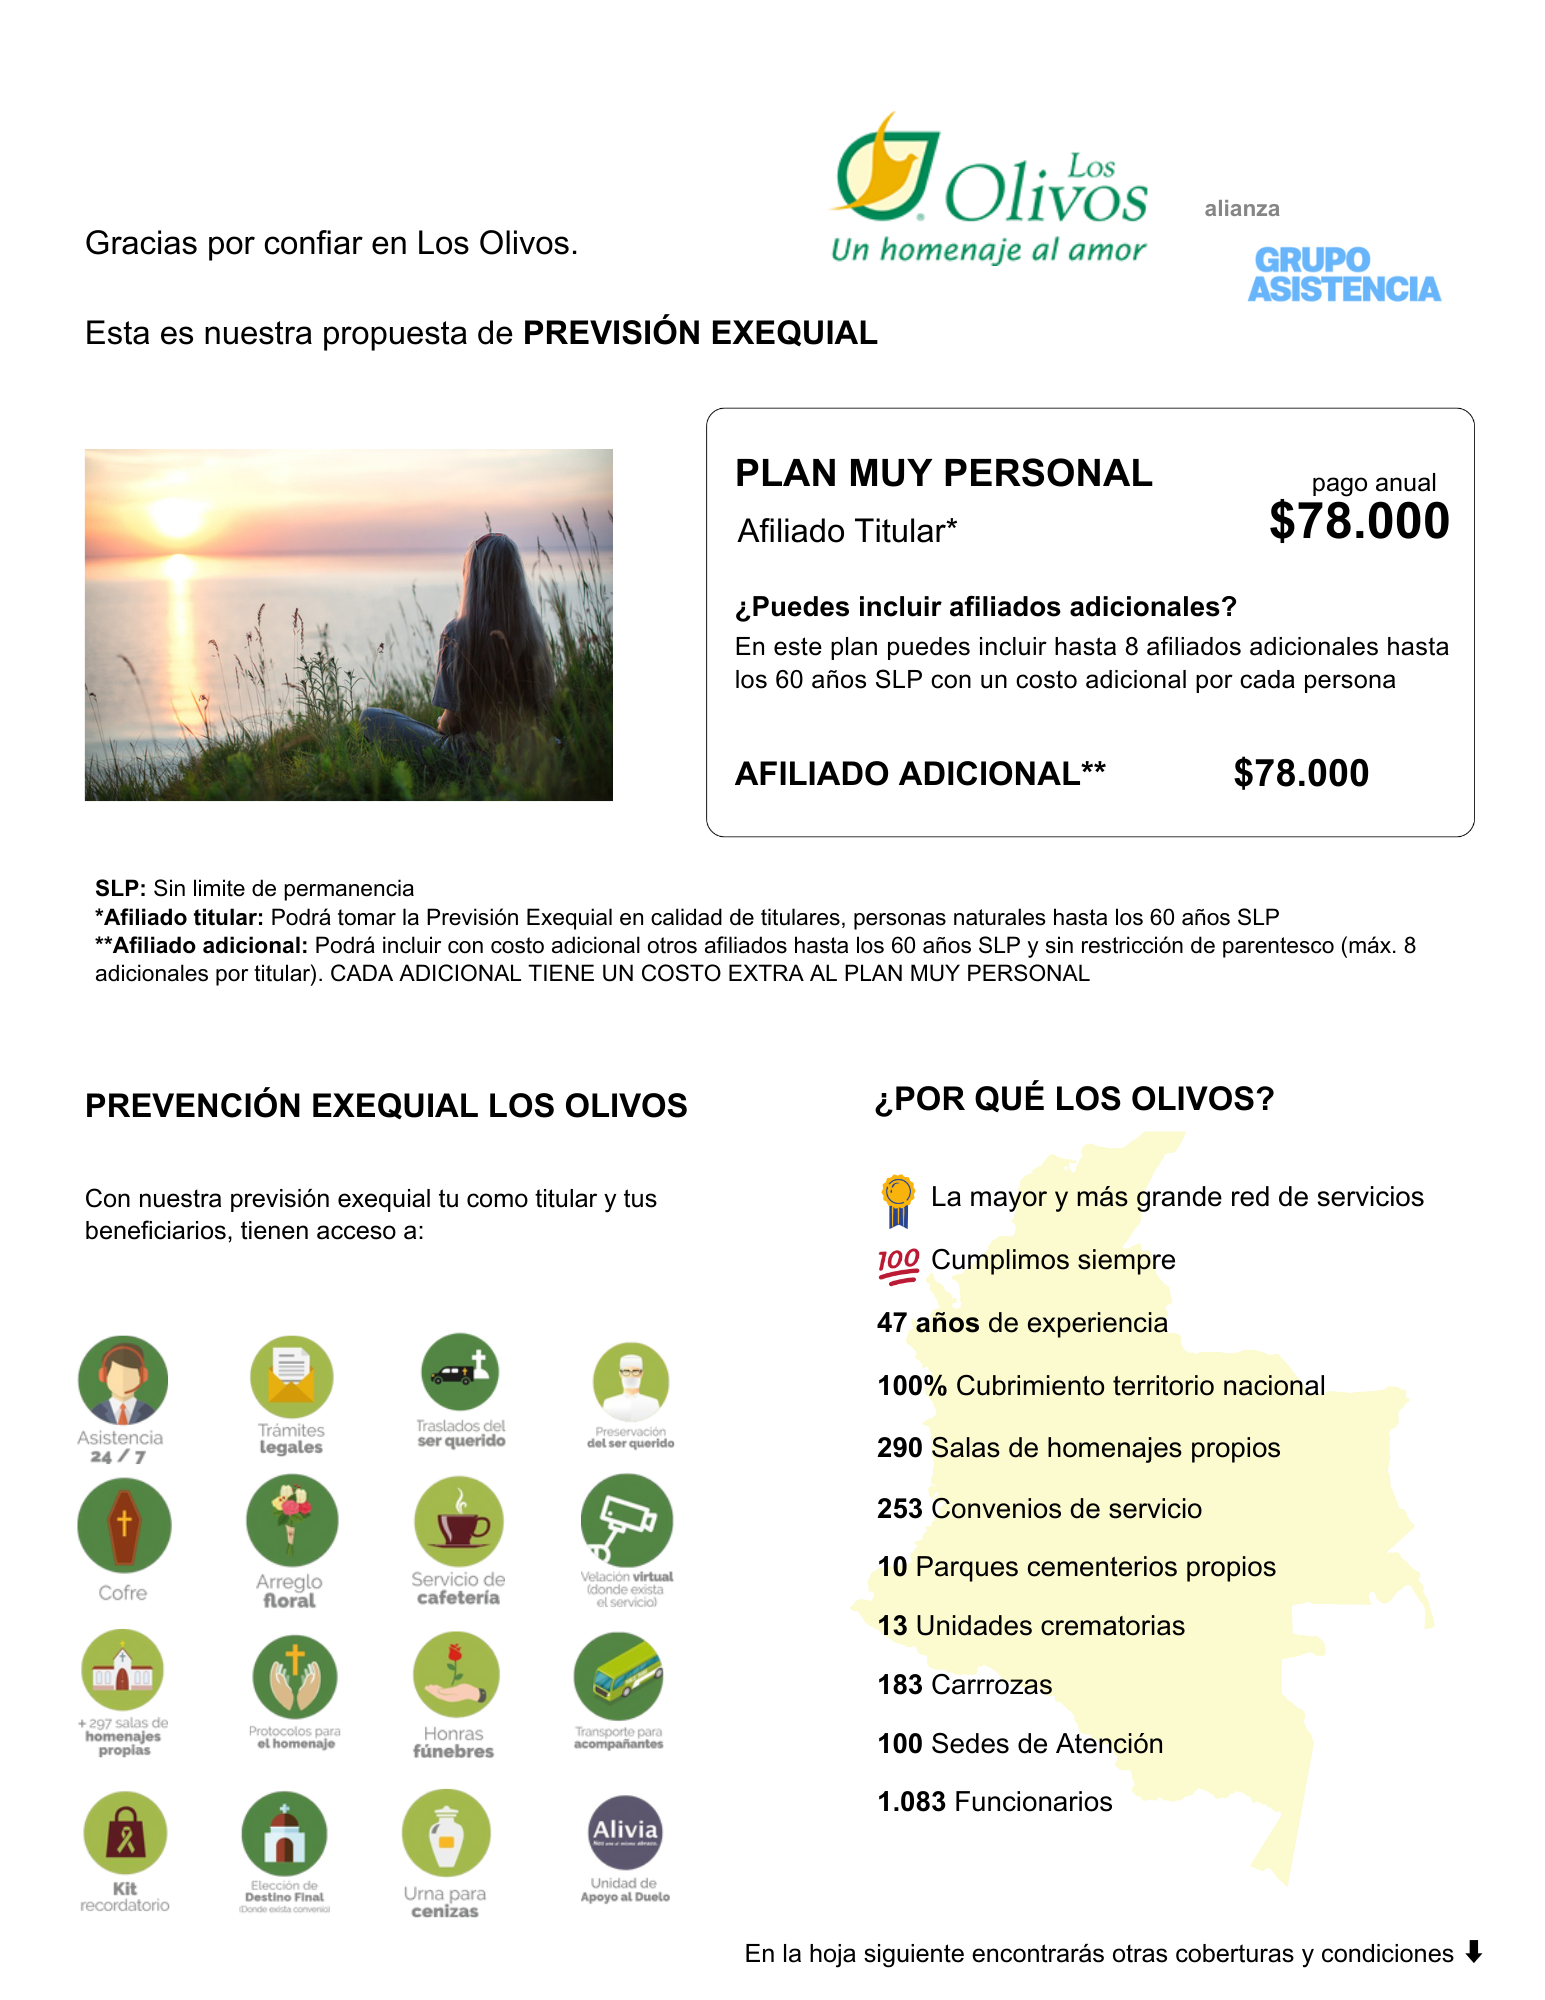 Los
Olivos
Un homenaje al amor
alianza
GRUPO
ASISTENCIA
Gracias por confiar en Los Olivos.
Esta es nuestra propuesta de PREVISIÓN EXEQUIAL
PLAN MUY PERSONAL
pago anual
Afiliado Titular*
$78.000
¿Puedes incluir afiliados adicionales?
En este plan puedes incluir hasta 8 afiliados adicionales hasta
los 60 años SLP con un costo adicional por cada persona
AFILIADO ADICIONAL** $78.000
SLP: Sin limite de permanencia
*Afiliado titular: Podrá tomar la Previsión Exequial en calidad de titulares, personas naturales hasta los 60 años SLP
**Afiliado adicional: Podrá incluir con costo adicional otros afiliados hasta los 60 años SLP y sin restricción de parentesco (máx. 8
adicionales por titular). CADA ADICIONAL TIENE UN COSTO EXTRA AL PLAN MUY PERSONAL
PREVENCIÓN EXEQUIAL LOS OLIVOS
Con nuestra previsión exequial tu como titular y tus
beneficiarios, tienen acceso a:
Asistencia
24 / 7
Trámites
legales
Traslados del
ser querido
Preservación
del ser querido
Cofre
Arreglo
floral
Servicio de
cafetería
Velación virtual
(donde exista
el servicio)
+ 297 salas de
homenajes
propias
Protocolos para
el homenaje
Honras
fúnebres
Transporte para
acompañantes
Kit
recordatorio
Elección de
Destino Final
(Donde exista convenio)
Urna para
cenizas
Alivia
Unidad de
Apoyo al Duelo
¿POR QUÉ LOS OLIVOS?
La mayor y más grande red de servicios
100 Cumplimos siempre
47 años de experiencia
100% Cubrimiento territorio nacional
290 Salas de homenajes propios
253 Convenios de servicio
10 Parques cementerios propios
13 Unidades crematorias
183 Carrrozas
100 Sedes de Atención
1.083 Funcionarios
En la hoja siguiente encontrarás otras coberturas y condiciones